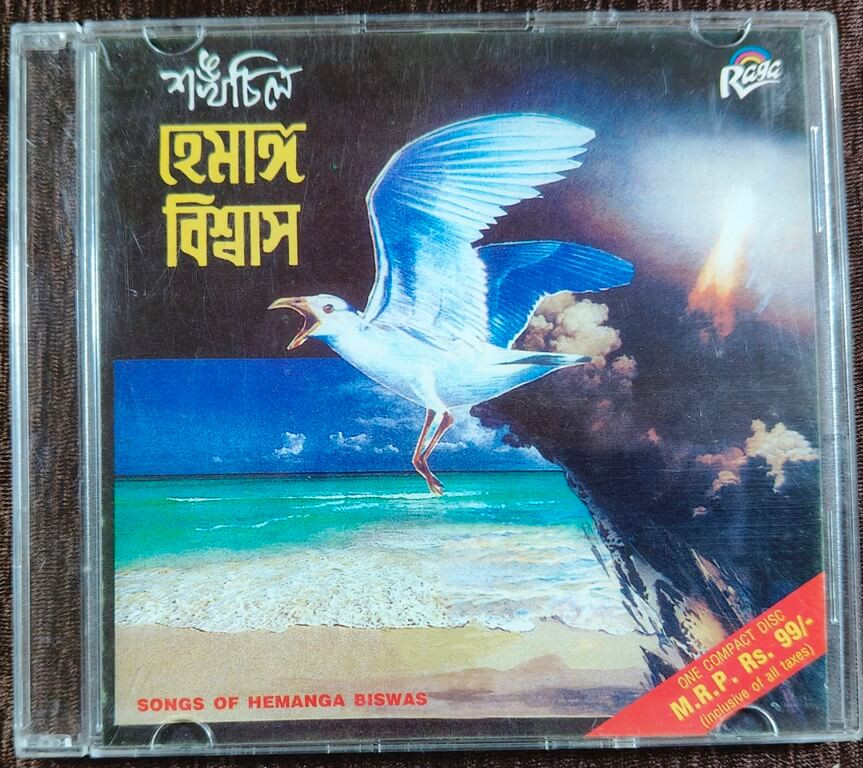 শঙ্খচিল
Raga
হেমাঙ্গ
বিশ্বাস
SONGS OF HEMANGA BISWAS
ONE COMPACT DISC
M.R.P. Rs. 99/-
(inclusive of all taxes)